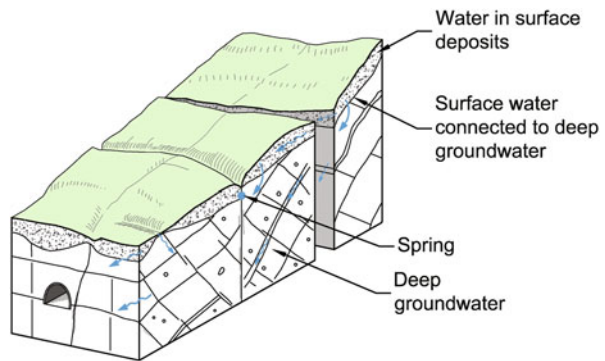 Water in surface
deposits
Surface water
connected to deep
groundwater
Spring
Deep
groundwater